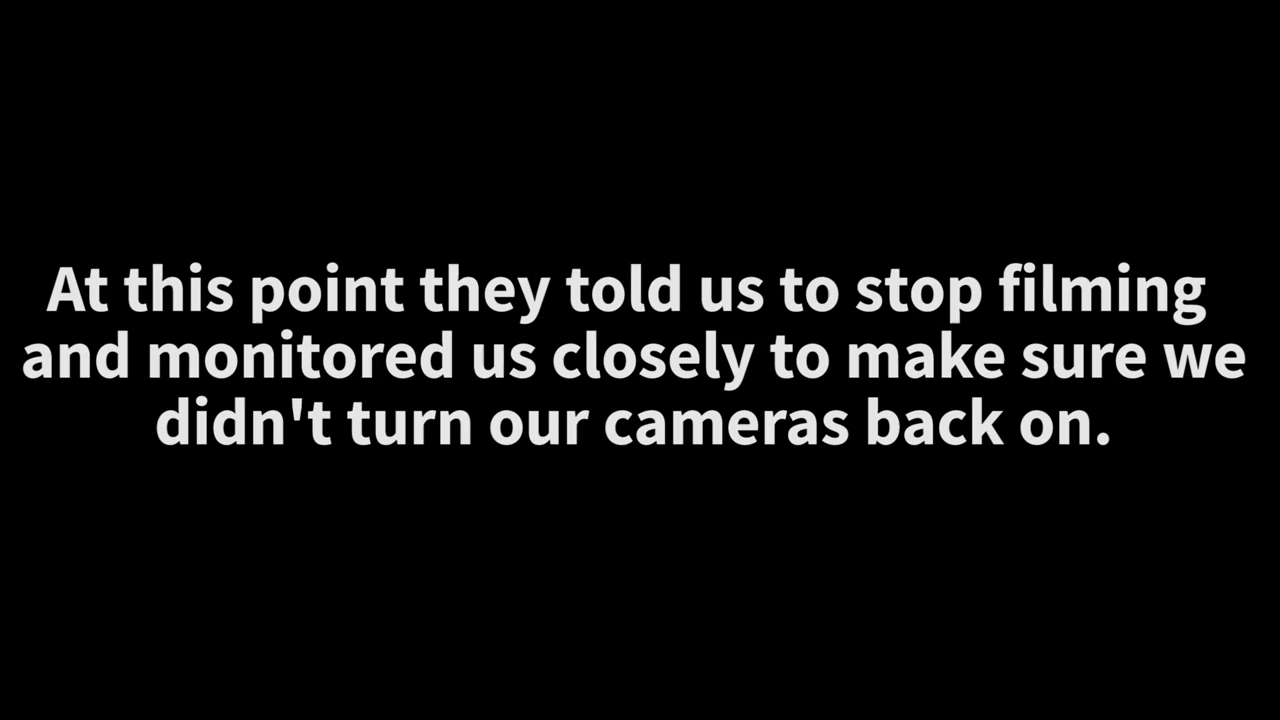 At this point they told us to stop filming
and monitored us closely to make sure we
didn't turn our cameras back on.